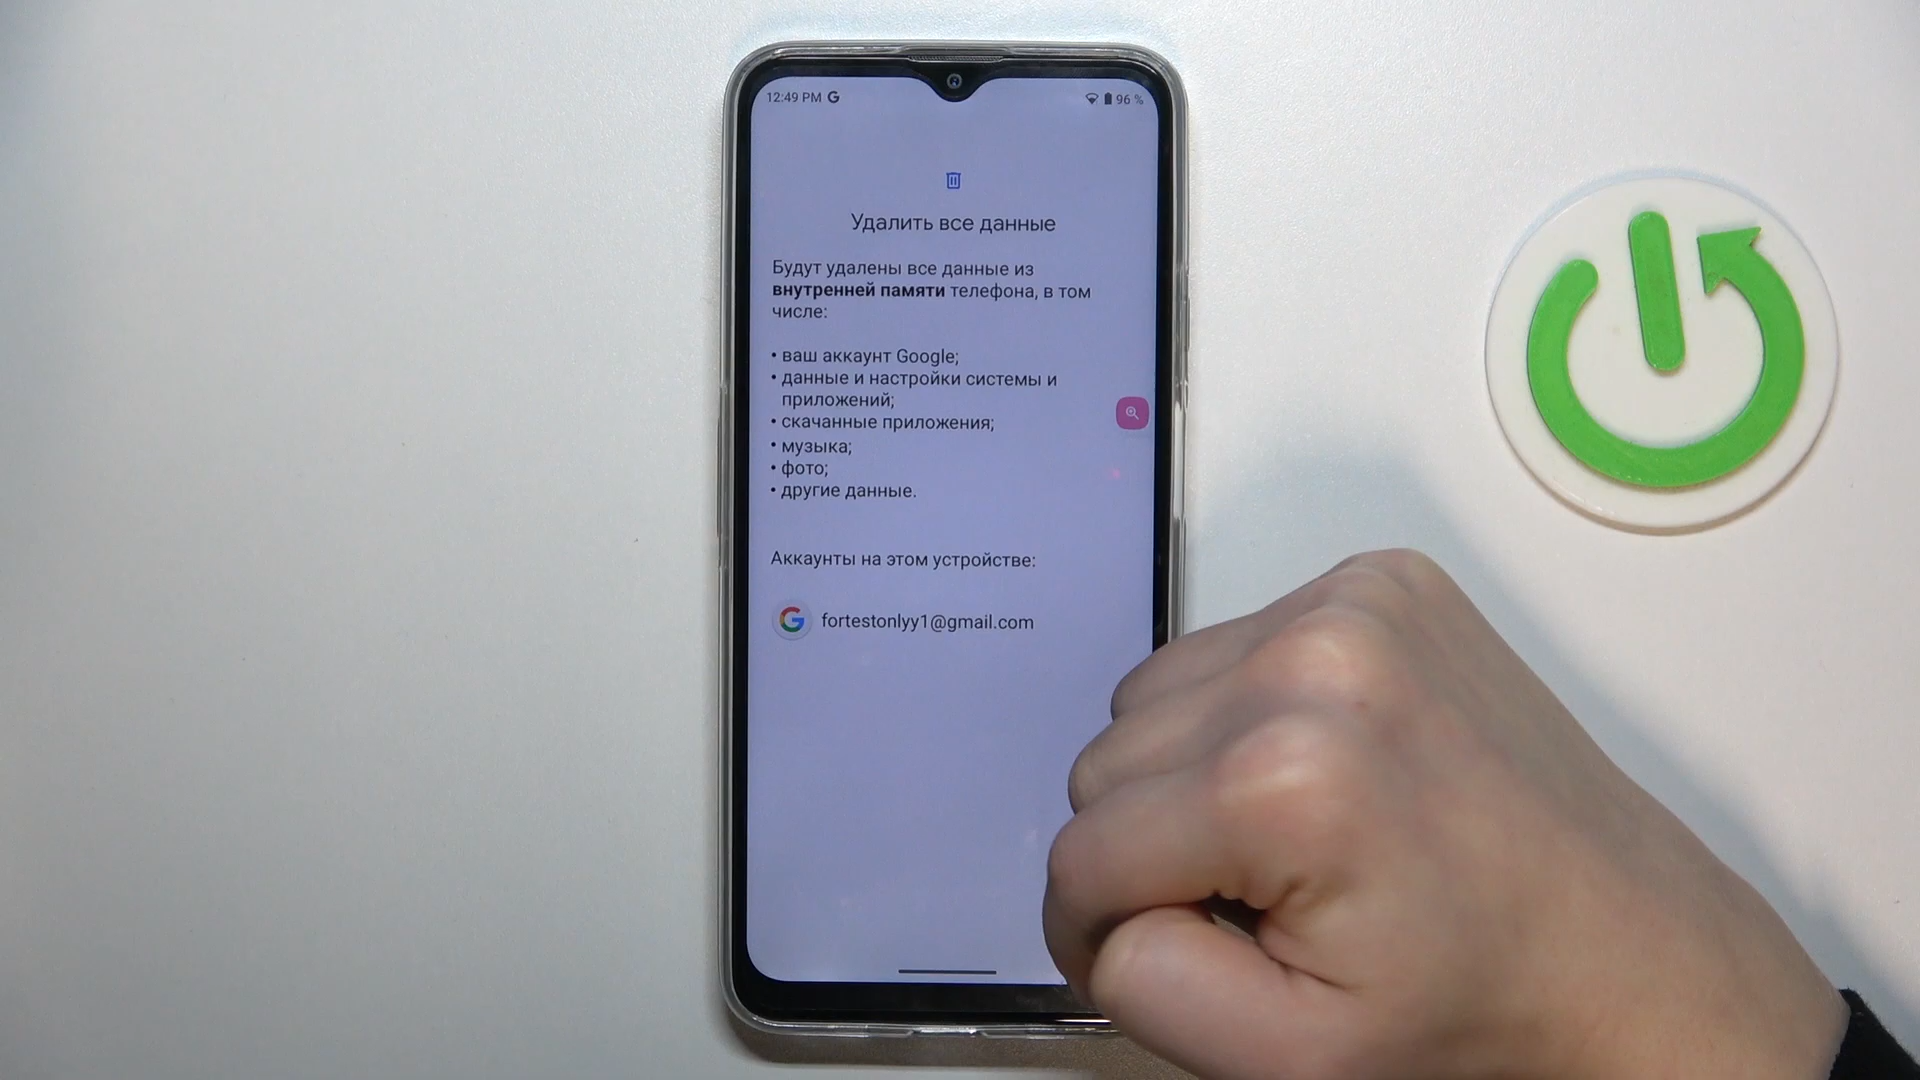 12:49 PM G
96 %
Удалить все данные
Будут удалены все данные из
внутренней памяти телефона, в том
числе:
• ваш аккаунт Google;
• данные и настройки системы и
приложений;
• скачанные приложения;
• музыка;
• фото;
• другие данные.
Аккаунты на этом устройстве:
G fortestonlyy1@gmail.com